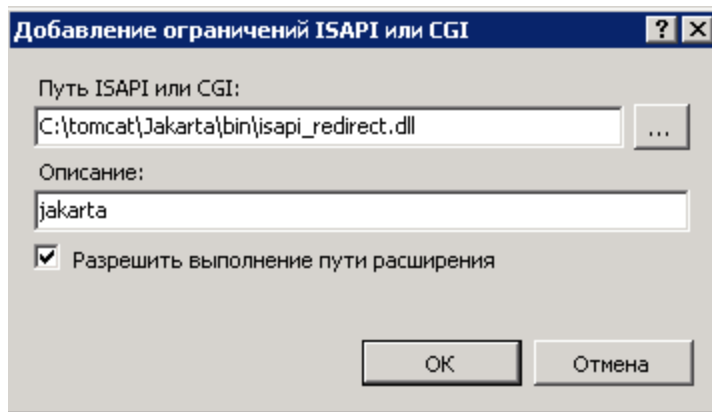 Добавление ограничений ISAPI или CGI
Путь ISAPI или CGI:
C:\tomcat\Jakarta\bin\isapi_redirect.dll
...
Описание:
jakarta
Разрешить выполнение пути расширения
ОК
Отмена